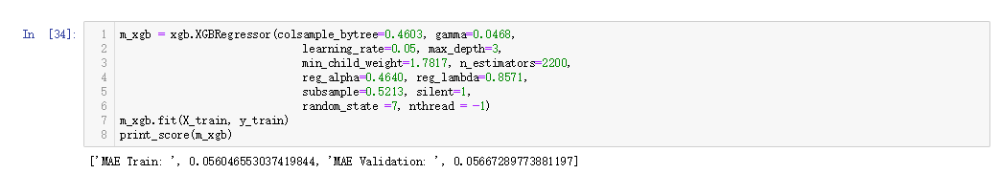 In [34]:
1 m_xgb = xgb.XGBRegressor(colsample_bytree=0.4603, gamma=0.0468,
2 learning_rate=0.05, max_depth=3,
3 min_child_weight=1.7817, n_estimators=2200,
4 reg_alpha=0.4640, reg_lambda=0.8571,
5 subsample=0.5213, silent=1,
6 random_state =7, nthread = -1)
7 m_xgb.fit(X_train, y_train)
8 print_score(m_xgb)
['MAE Train: ', 0.056046553037419844, 'MAE Validation: ', 0.05667289773881197]